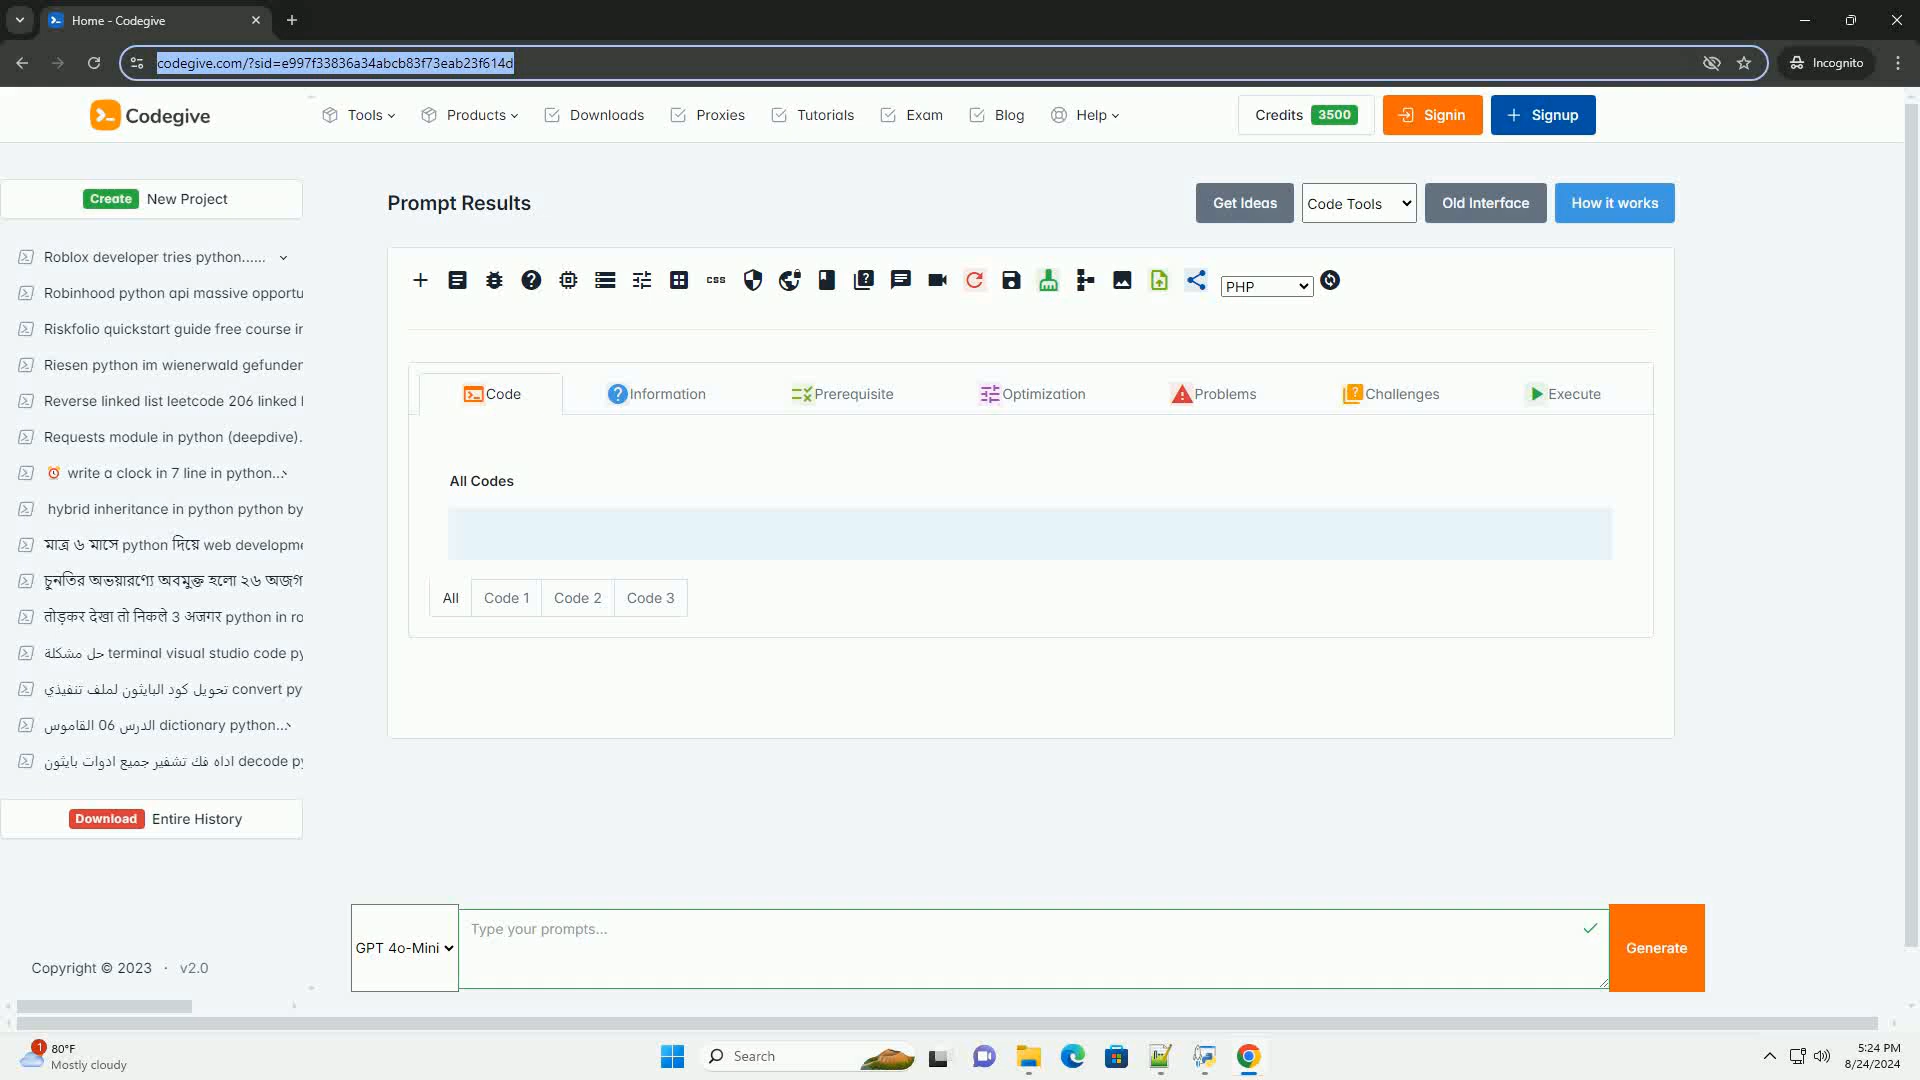 Home - Codegive
codegive.com/?sid=e997f33836a34abcb83f73eab23f614d
Incognito
Codegive
Tools
Products
Downloads
Proxies
Tutorials
Exam
Blog
Help
Credits 3500
Signin
Signup
Create New Project
Prompt Results
Get Ideas
Code Tools
Old Interface
How it works
Roblox developer tries python......
Robinhood python api massive opportu
Riskfolio quickstart guide free course in
Riesen python im wienerwald gefunden
Reverse linked list leetcode 206 linked l
Requests module in python (deepdive).
⏰ write a clock in 7 line in python...
hybrid inheritance in python python by
মাত্র ৬ মাসে python দিয়ে web developme
চুনতির অভয়ারণ্যে অবমুক্ত হলো ২৬ অজগ
तोड़कर देखा तो निकले 3 अजगर python in ro
حل مشكلة terminal visual studio code py
تحويل كود البايثون لملف تنفيذي convert py
الدرس 06 القاموس dictionary python...
اداه فك تشفير جميع ادوات بايثون decode py
Download Entire History
css
PHP
Code
Information
Prerequisite
Optimization
Problems
Challenges
Execute
All Codes
All
Code 1
Code 2
Code 3
GPT 4o-Mini
Type your prompts...
Generate
Copyright © 2023 · v2.0
1
80°F
Mostly cloudy
Search
5:24 PM
8/24/2024